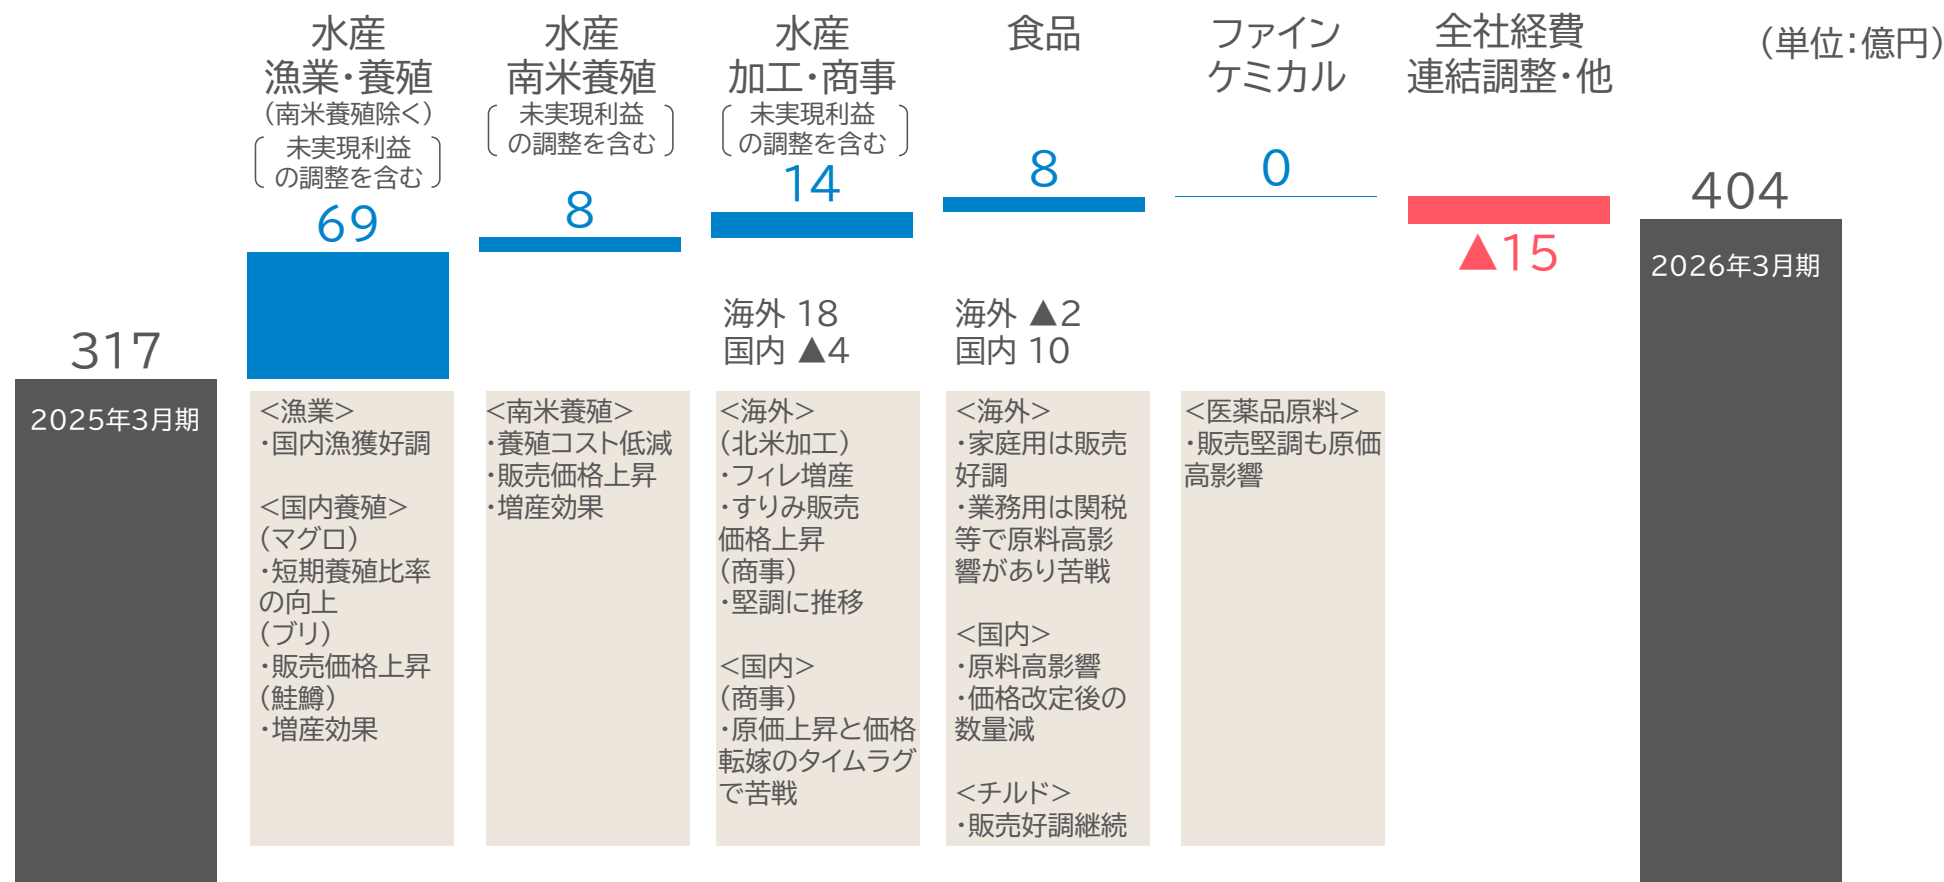 (単位:億円)
317
2025年3月期
水産
漁業・養殖
(南米養殖除く)
未実現利益
の調整を含む
69
<漁業>
・国内漁獲好調
<国内養殖>
(マグロ)
・短期養殖比率
の向上
(ブリ)
・販売価格上昇
(鮭鱒)
・増産効果
水産
南米養殖
未実現利益
の調整を含む
8
<南米養殖>
・養殖コスト低減
・販売価格上昇
・増産効果
水産
加工・商事
未実現利益
の調整を含む
14
海外 18
国内 ▲4
<海外>
(北米加工)
・フィレ増産
・すりみ販売
価格上昇
(商事)
・堅調に推移
<国内>
(商事)
・原価上昇と価格
転嫁のタイムラグ
で苦戦
食品
8
海外 ▲2
国内 10
<海外>
・家庭用は販売
好調
・業務用は関税
等で原料高影
響があり苦戦
<国内>
・原料高影響
・価格改定後の
数量減
<チルド>
・販売好調継続
ファイン
ケミカル
0
<医薬品原料>
・販売堅調も原価
高影響
全社経費
連結調整・他
▲15
404
2026年3月期